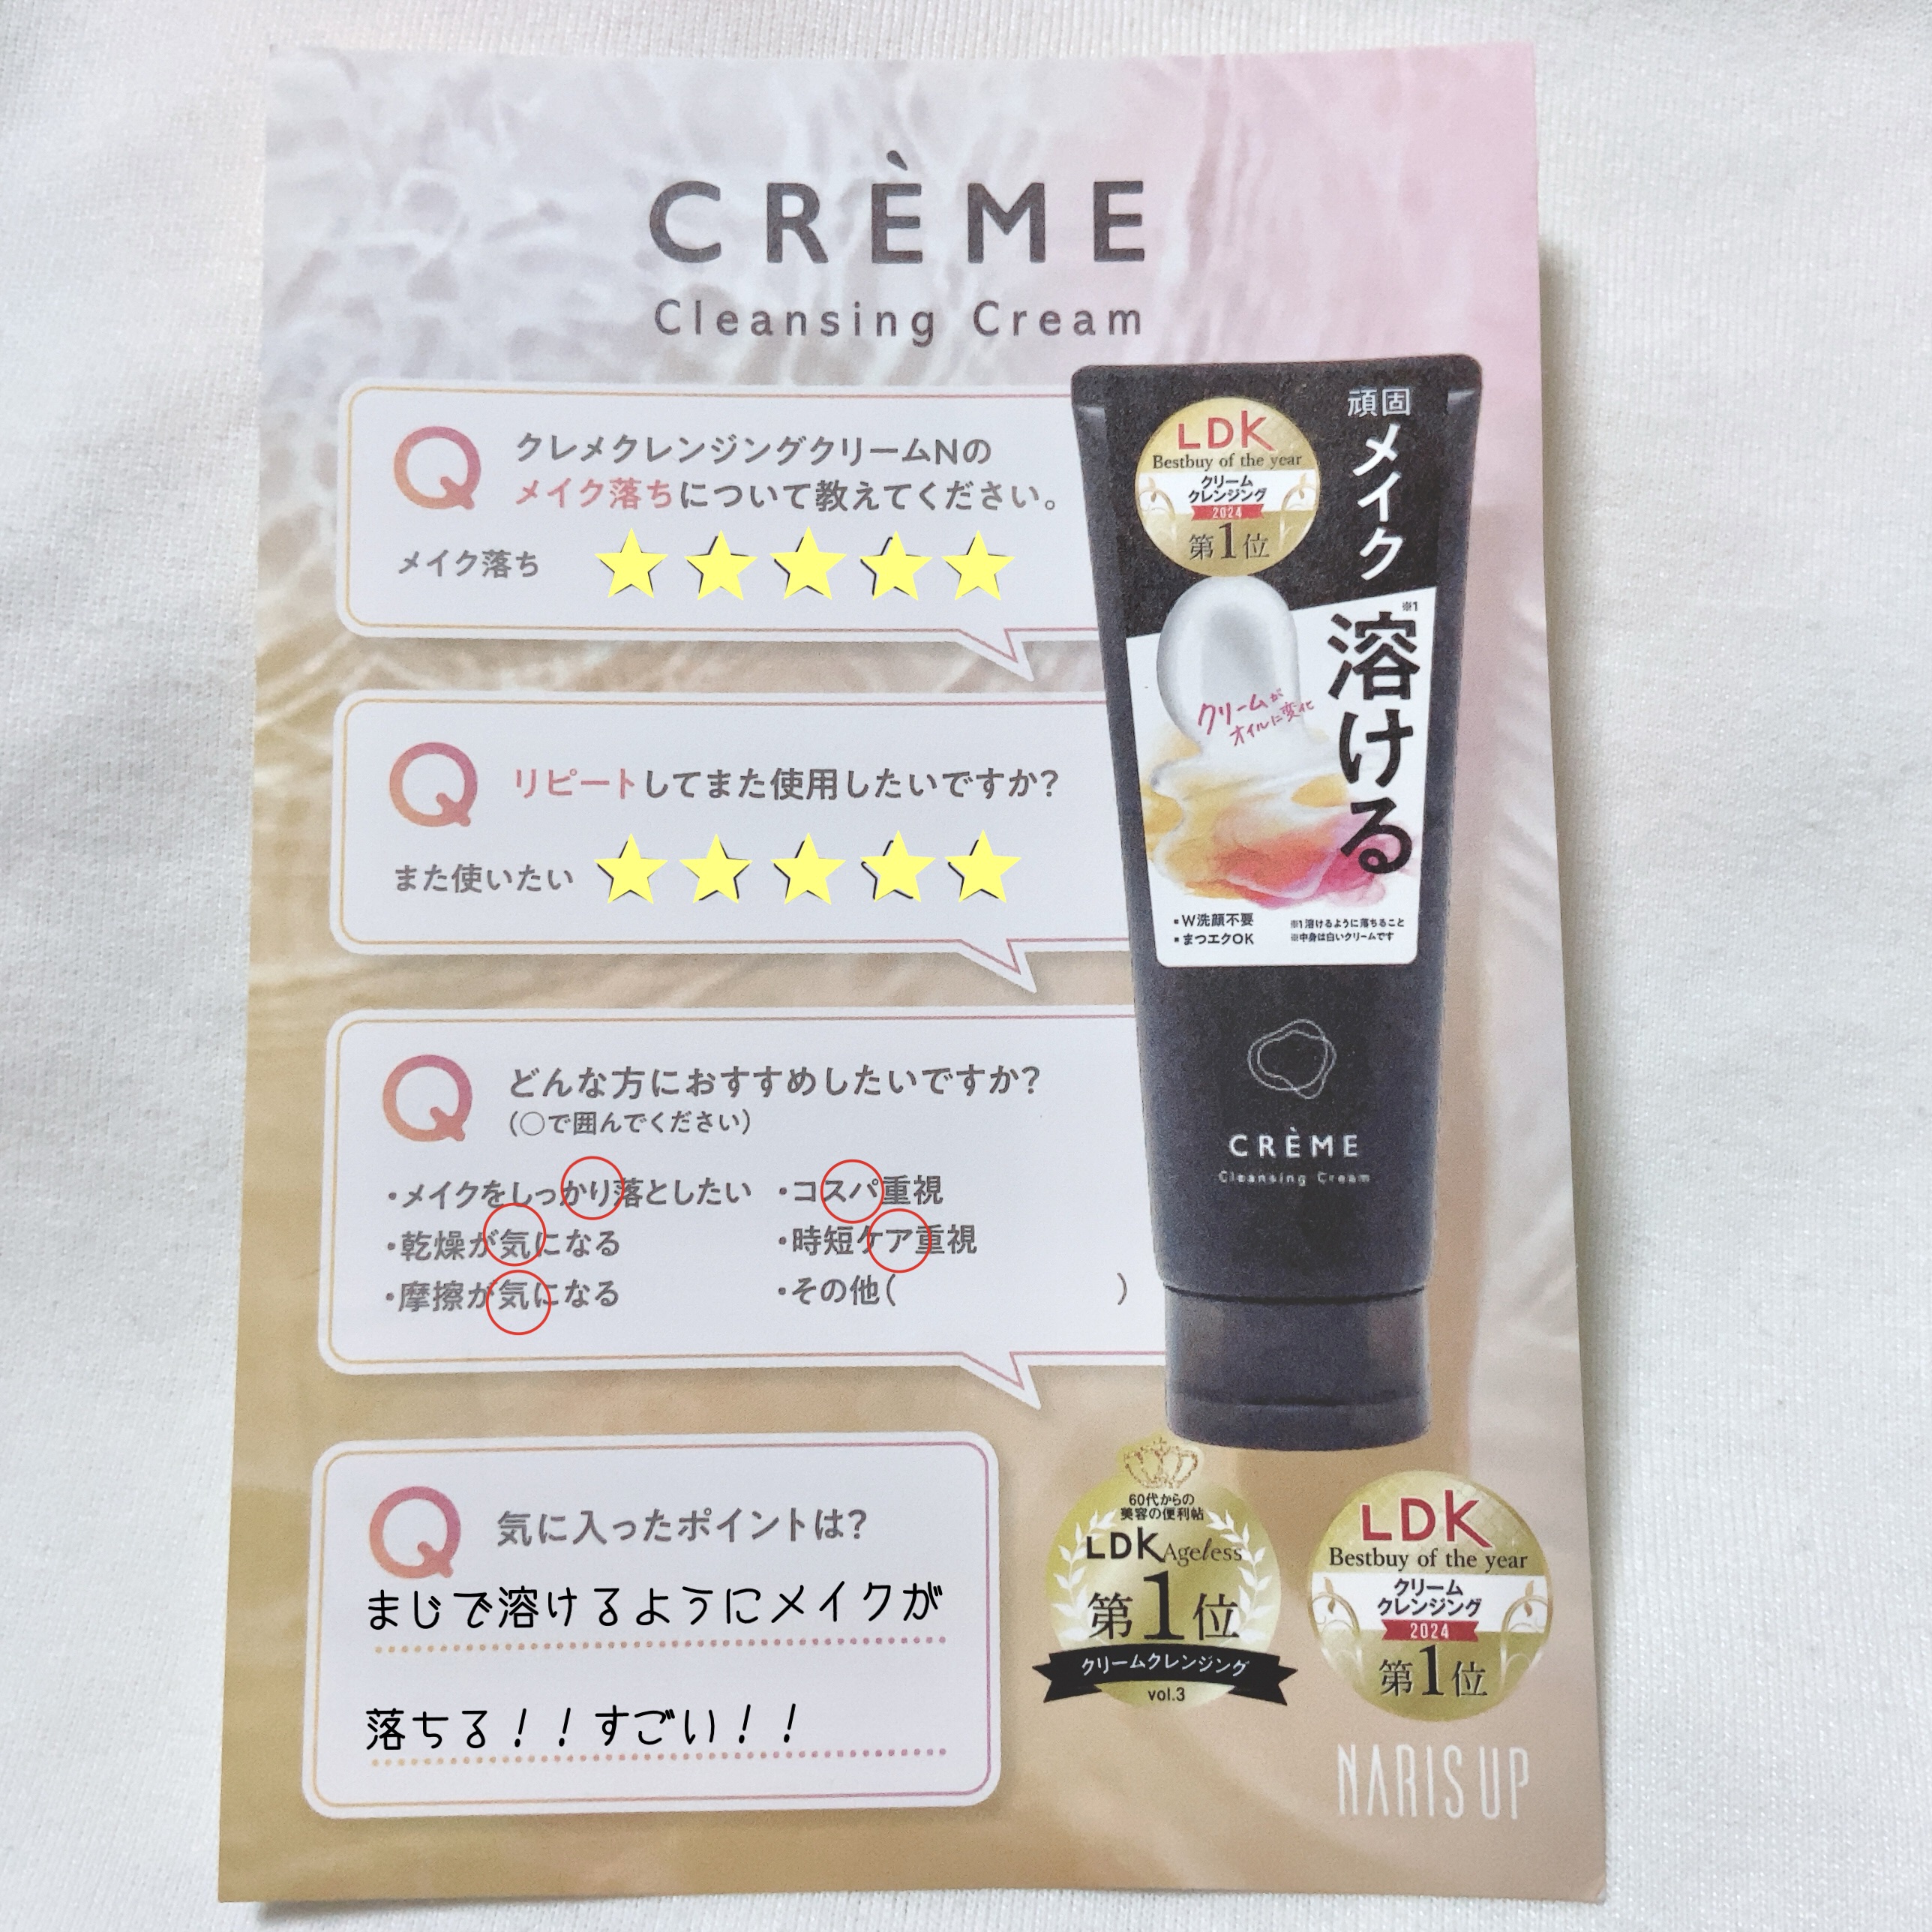 CRÈME
Cleansing Cream
Q クレメクレンジングクリームNの
メイク落ちについて教えてください。
メイク落ち ★★★★★
Q リピートしてまた使用したいですか?
また使いたい ★★★★★
Q どんな方におすすめしたいですか?
(○で囲んでください)
・メイクをしっかり落としたい ・コスパ重視
・乾燥が気になる ・時短ケア重視
・摩擦が気になる ・その他( )
Q 気に入ったポイントは?
まじで溶けるようにメイクが
落ちる!!すごい!!
LDK
Bestbuy of the year
クリーム
クレンジング
2024
第1位
頑固
メイク
溶ける
※1
クリームが
オイルに変化
▪W洗顔不要
▪まつエクOK
※1溶けるように落ちること
※中身は白いクリームです
CRÈME
Cleansing Cream
60代からの
美容の便利帖
LDK Ageless
第1位
クリームクレンジング
vol.3
LDK
Bestbuy of the year
クリーム
クレンジング
2024
第1位
NARIS UP